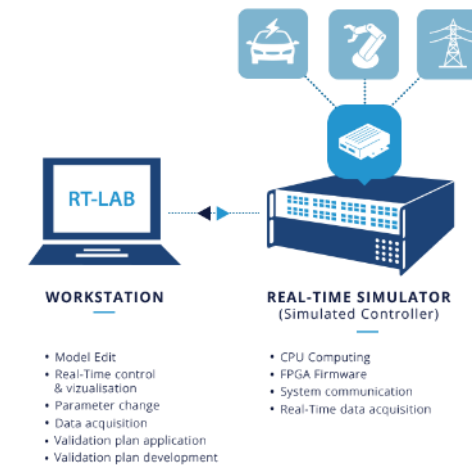 RT-LAB
WORKSTATION
• Model Edit
• Real-Time control
& vizualisation
• Parameter change
• Data acquisition
• Validation plan application
• Validation plan development
REAL-TIME SIMULATOR
(Simulated Controller)
• CPU Computing
• FPGA Firmware
• System communication
• Real-Time data acquisition